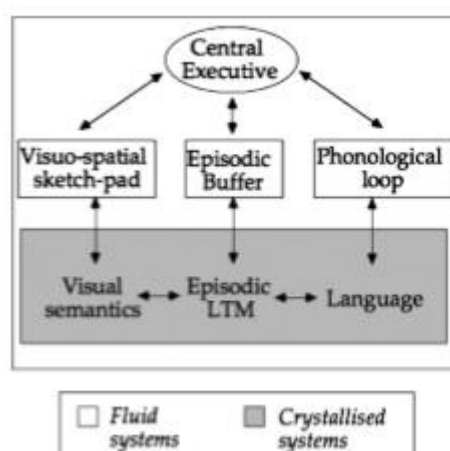 Central
Executive
Visuo-spatial
sketch-pad
Episodic
Buffer
Phonological
loop
Visual
semantics
Episodic
LTM
Language
Fluid
systems
Crystallised
systems